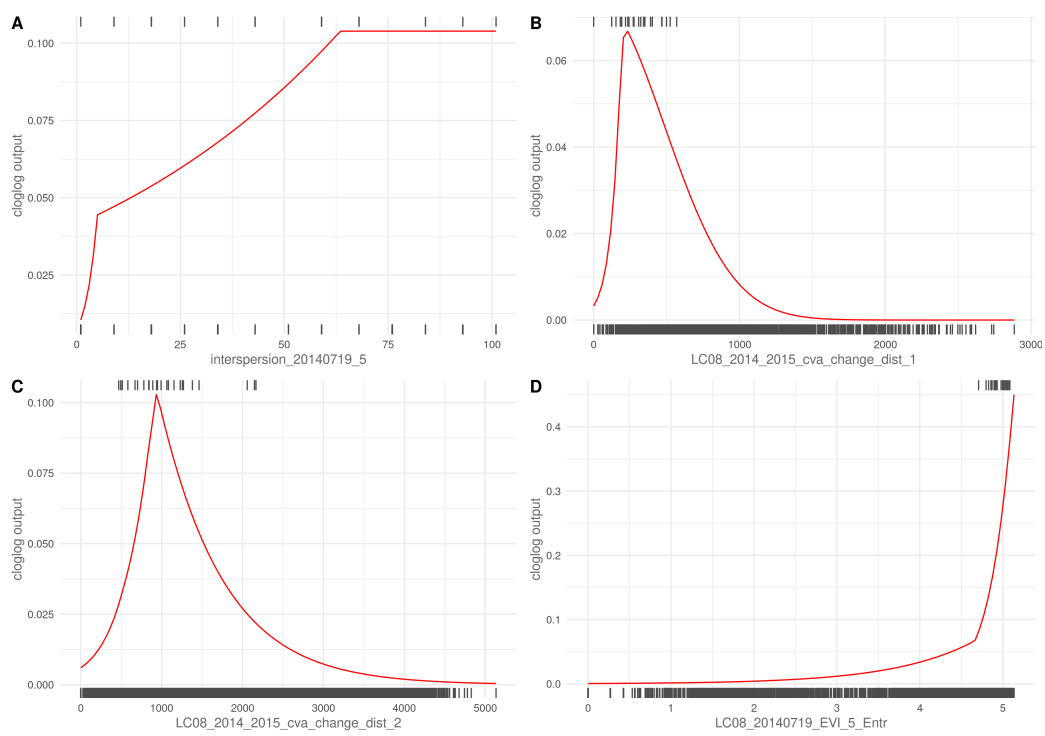 A
0.100
0.075
0.050
0.025
cloglog output
0 25 50 75 100
interspersion_20140719_5
B
0.06
0.04
0.02
0.00
cloglog output
0 1000 2000 3000
LC08_2014_2015_cva_change_dist_1
C
0.100
0.075
0.050
0.025
0.000
cloglog output
0 1000 2000 3000 4000 5000
LC08_2014_2015_cva_change_dist_2
D
0.4
0.3
0.2
0.1
0.0
cloglog output
0 1 2 3 4 5
LC08_20140719_EVI_5_Entr